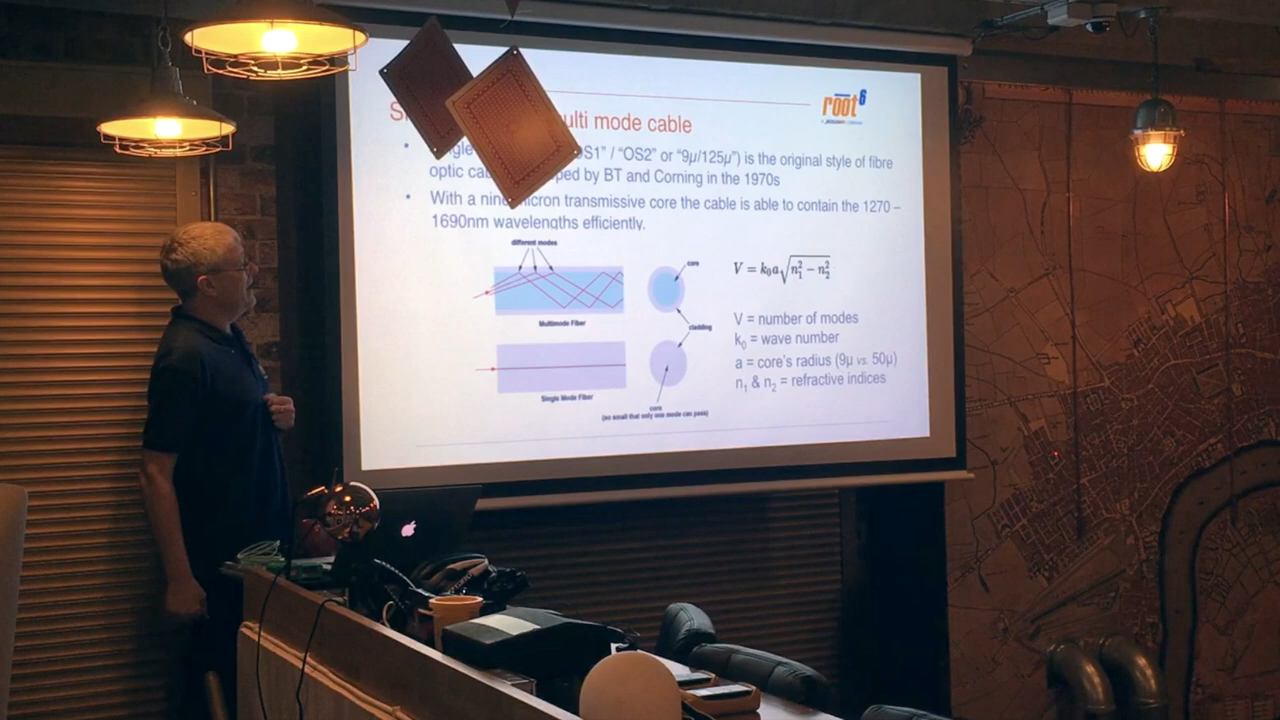 root6
ulti mode cable
OS1" / "OS2" or "9µ/125µ") is the original style of fibre
optic ca ped by BT and Corning in the 1970s
With a nine micron transmissive core the cable is able to contain the 1270 –
1690nm wavelengths efficiently.
different modes
core
V = k₀a√n₁² − n₂²
Multimode Fiber
cladding
V = number of modes
k₀ = wave number
a = core's radius (9µ vs. 50µ)
n₁ & n₂ = refractive indices
Single Mode Fiber
core
(so small that only one mode can pass)